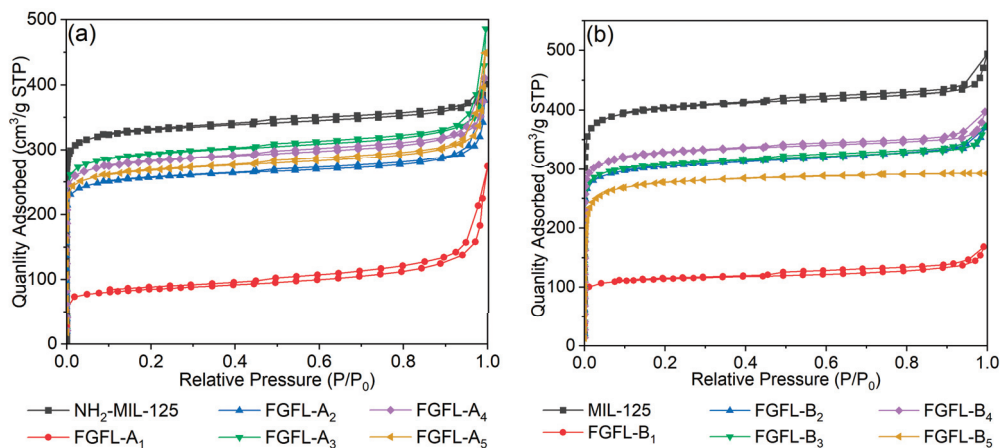 (a)
500
400
300
200
100
0
Quanlity Adsorbed (cm³/g STP)
0.0 0.2 0.4 0.6 0.8 1.0
Relative Pressure (P/P₀)
NH₂-MIL-125 FGFL-A₂ FGFL-A₄
FGFL-A₁ FGFL-A₃ FGFL-A₅
(b)
500
400
300
200
100
0
Quanlity Adsorbed (cm³/g STP)
0.0 0.2 0.4 0.6 0.8 1.0
Relative Pressure (P/P₀)
MIL-125 FGFL-B₂ FGFL-B₄
FGFL-B₁ FGFL-B₃ FGFL-B₅